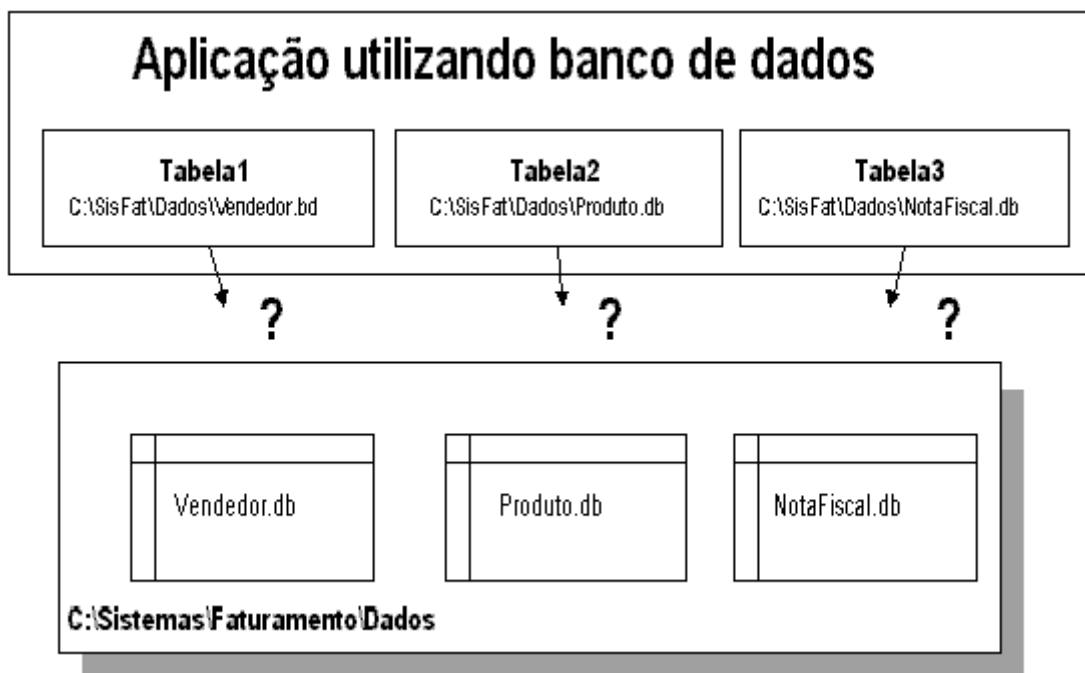 Aplicação utilizando banco de dados
Tabela1
C:\SisFat\Dados\Vendedor.bd
Tabela2
C:\SisFat\Dados\Produto.db
Tabela3
C:\SisFat\Dados\NotaFiscal.db
? ? ?
Vendedor.db
Produto.db
NotaFiscal.db
C:\Sistemas\Faturamento\Dados